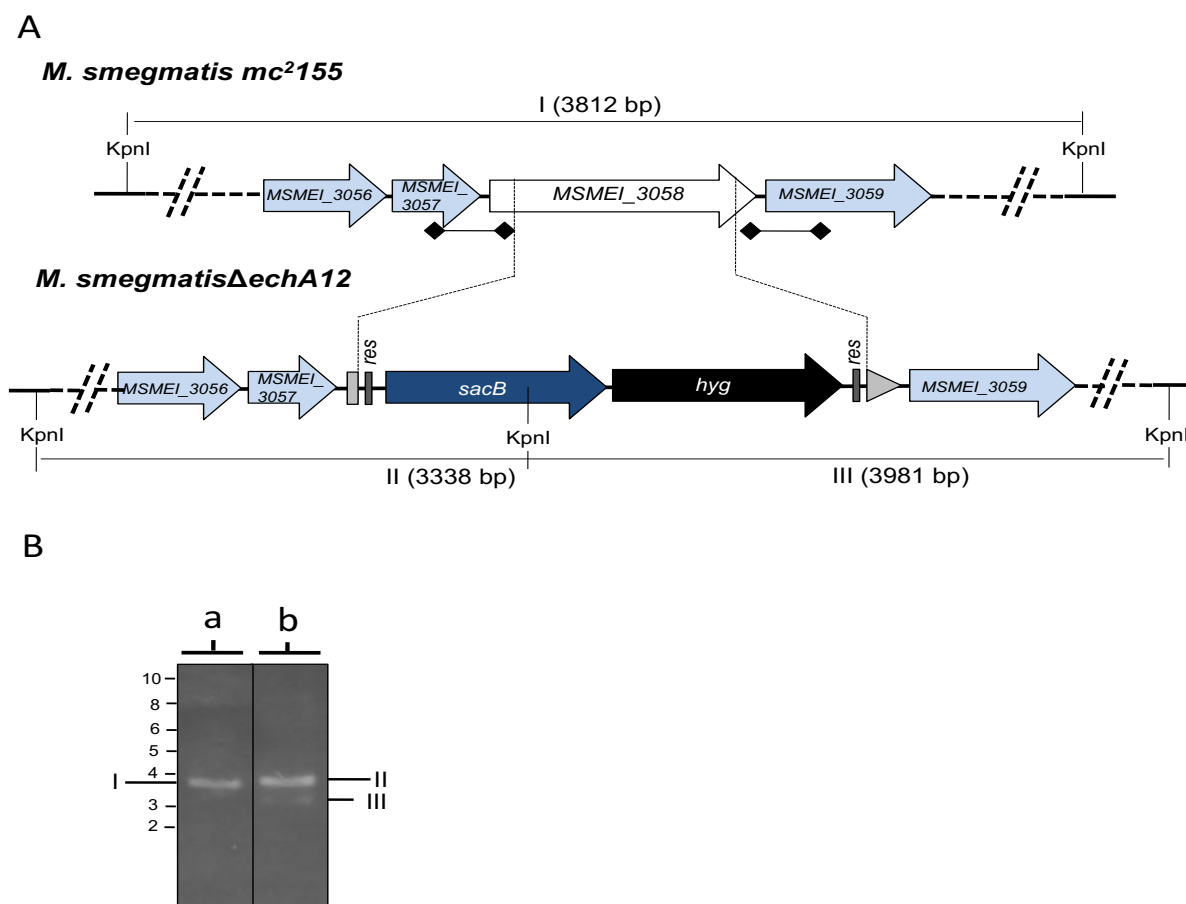 A
M. smegmatis mc²155
I (3812 bp)
KpnI
KpnI
MSMEI_3056
MSMEI_
3057
MSMEI_3058
MSMEI_3059
M. smegmatisΔechA12
res
res
MSMEI_3056
MSMEI_
3057
sacB
hyg
MSMEI_3059
KpnI
KpnI
KpnI
II (3338 bp)
III (3981 bp)
B
a
b
10
8
6
5
4
I
II
3
III
2